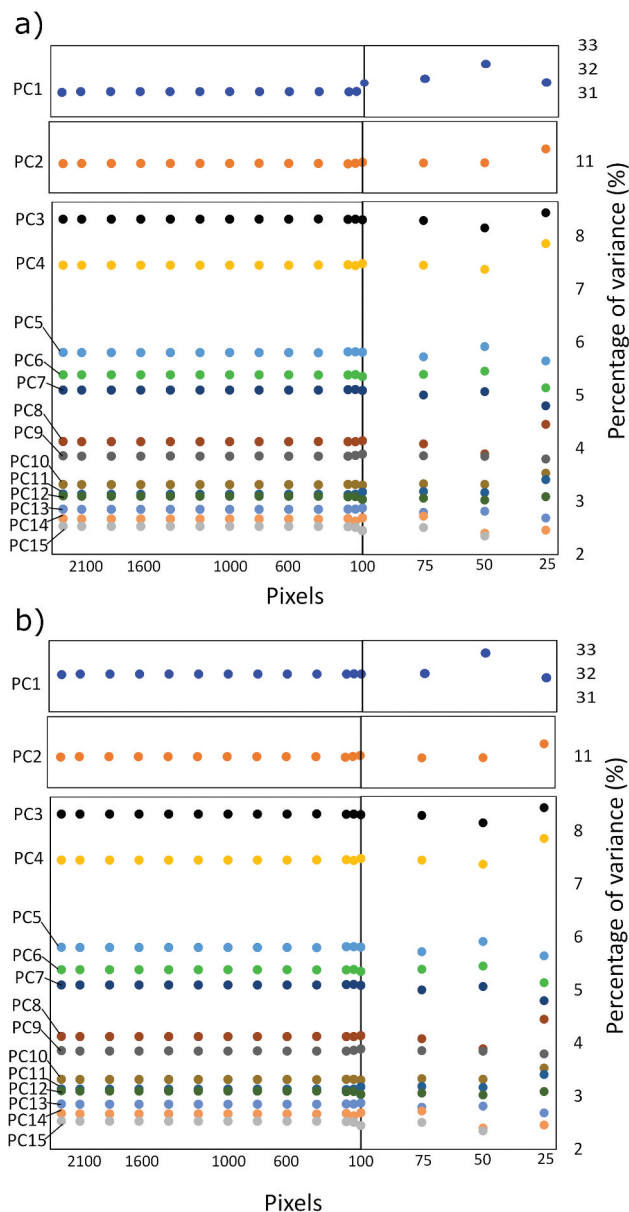 a)
33
32
31
PC1
PC2
11
PC3
8
PC4
7
PC5
6
PC6
PC7
5
PC8
PC9
4
PC10
PC11
PC12
3
PC13
PC14
PC15
2
Percentage of variance (%)
2100 1600 1000 600 100 75 50 25
Pixels
b)
33
32
31
PC1
PC2
11
PC3
8
PC4
7
PC5
6
PC6
PC7
5
PC8
PC9
4
PC10
PC11
PC12
3
PC13
PC14
PC15
2
Percentage of variance (%)
2100 1600 1000 600 100 75 50 25
Pixels